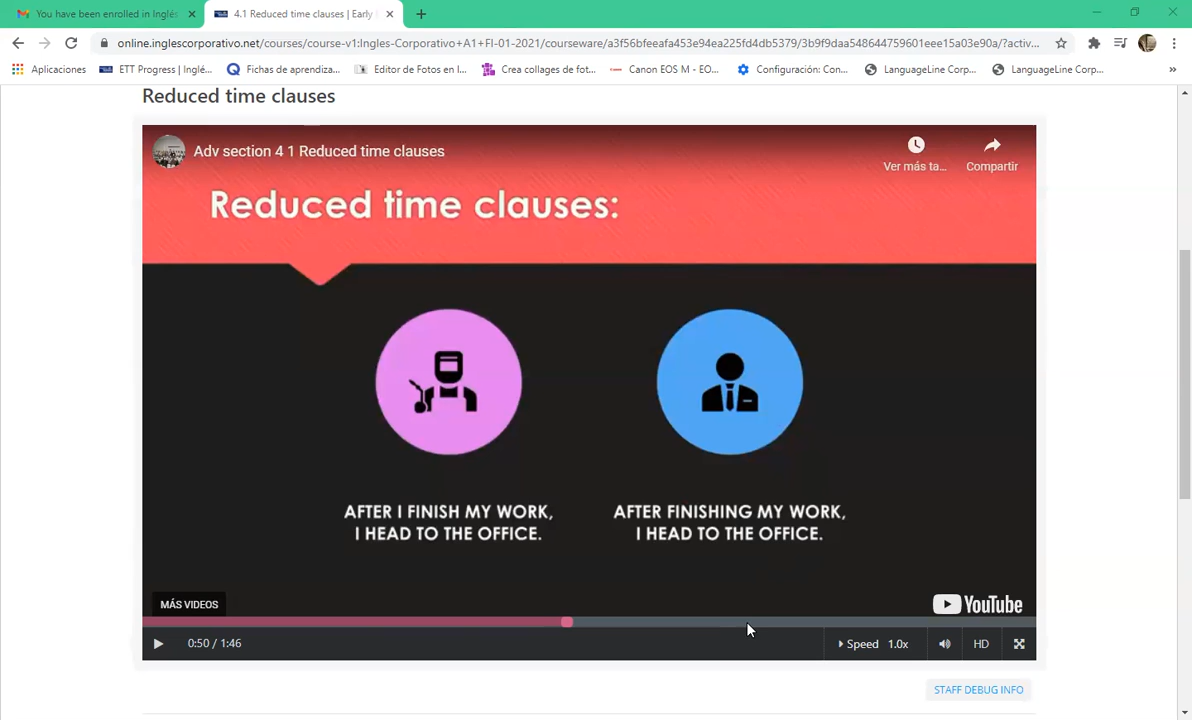 You have been enrolled in Inglés
4.1 Reduced time clauses | Early
online.inglescorporativo.net/courses/course-v1:Ingles-Corporativo+A1+FI-01-2021/courseware/a3f56bfeeafa453e94ea225fd4db5379/3b9f9daa548644759601eee15a03e90a/?activ...
Aplicaciones
ETT Progress | Inglé...
Fichas de aprendiza...
Editor de Fotos en l...
Crea collages de fot...
Canon EOS M - EO...
Configuración: Con...
LanguageLine Corp...
LanguageLine Corp...
Reduced time clauses
Adv section 4 1 Reduced time clauses
Ver más ta...
Compartir
Reduced time clauses:
AFTER I FINISH MY WORK,
I HEAD TO THE OFFICE.
AFTER FINISHING MY WORK,
I HEAD TO THE OFFICE.
MÁS VIDEOS
YouTube
0:50 / 1:46
Speed 1.0x
HD
STAFF DEBUG INFO